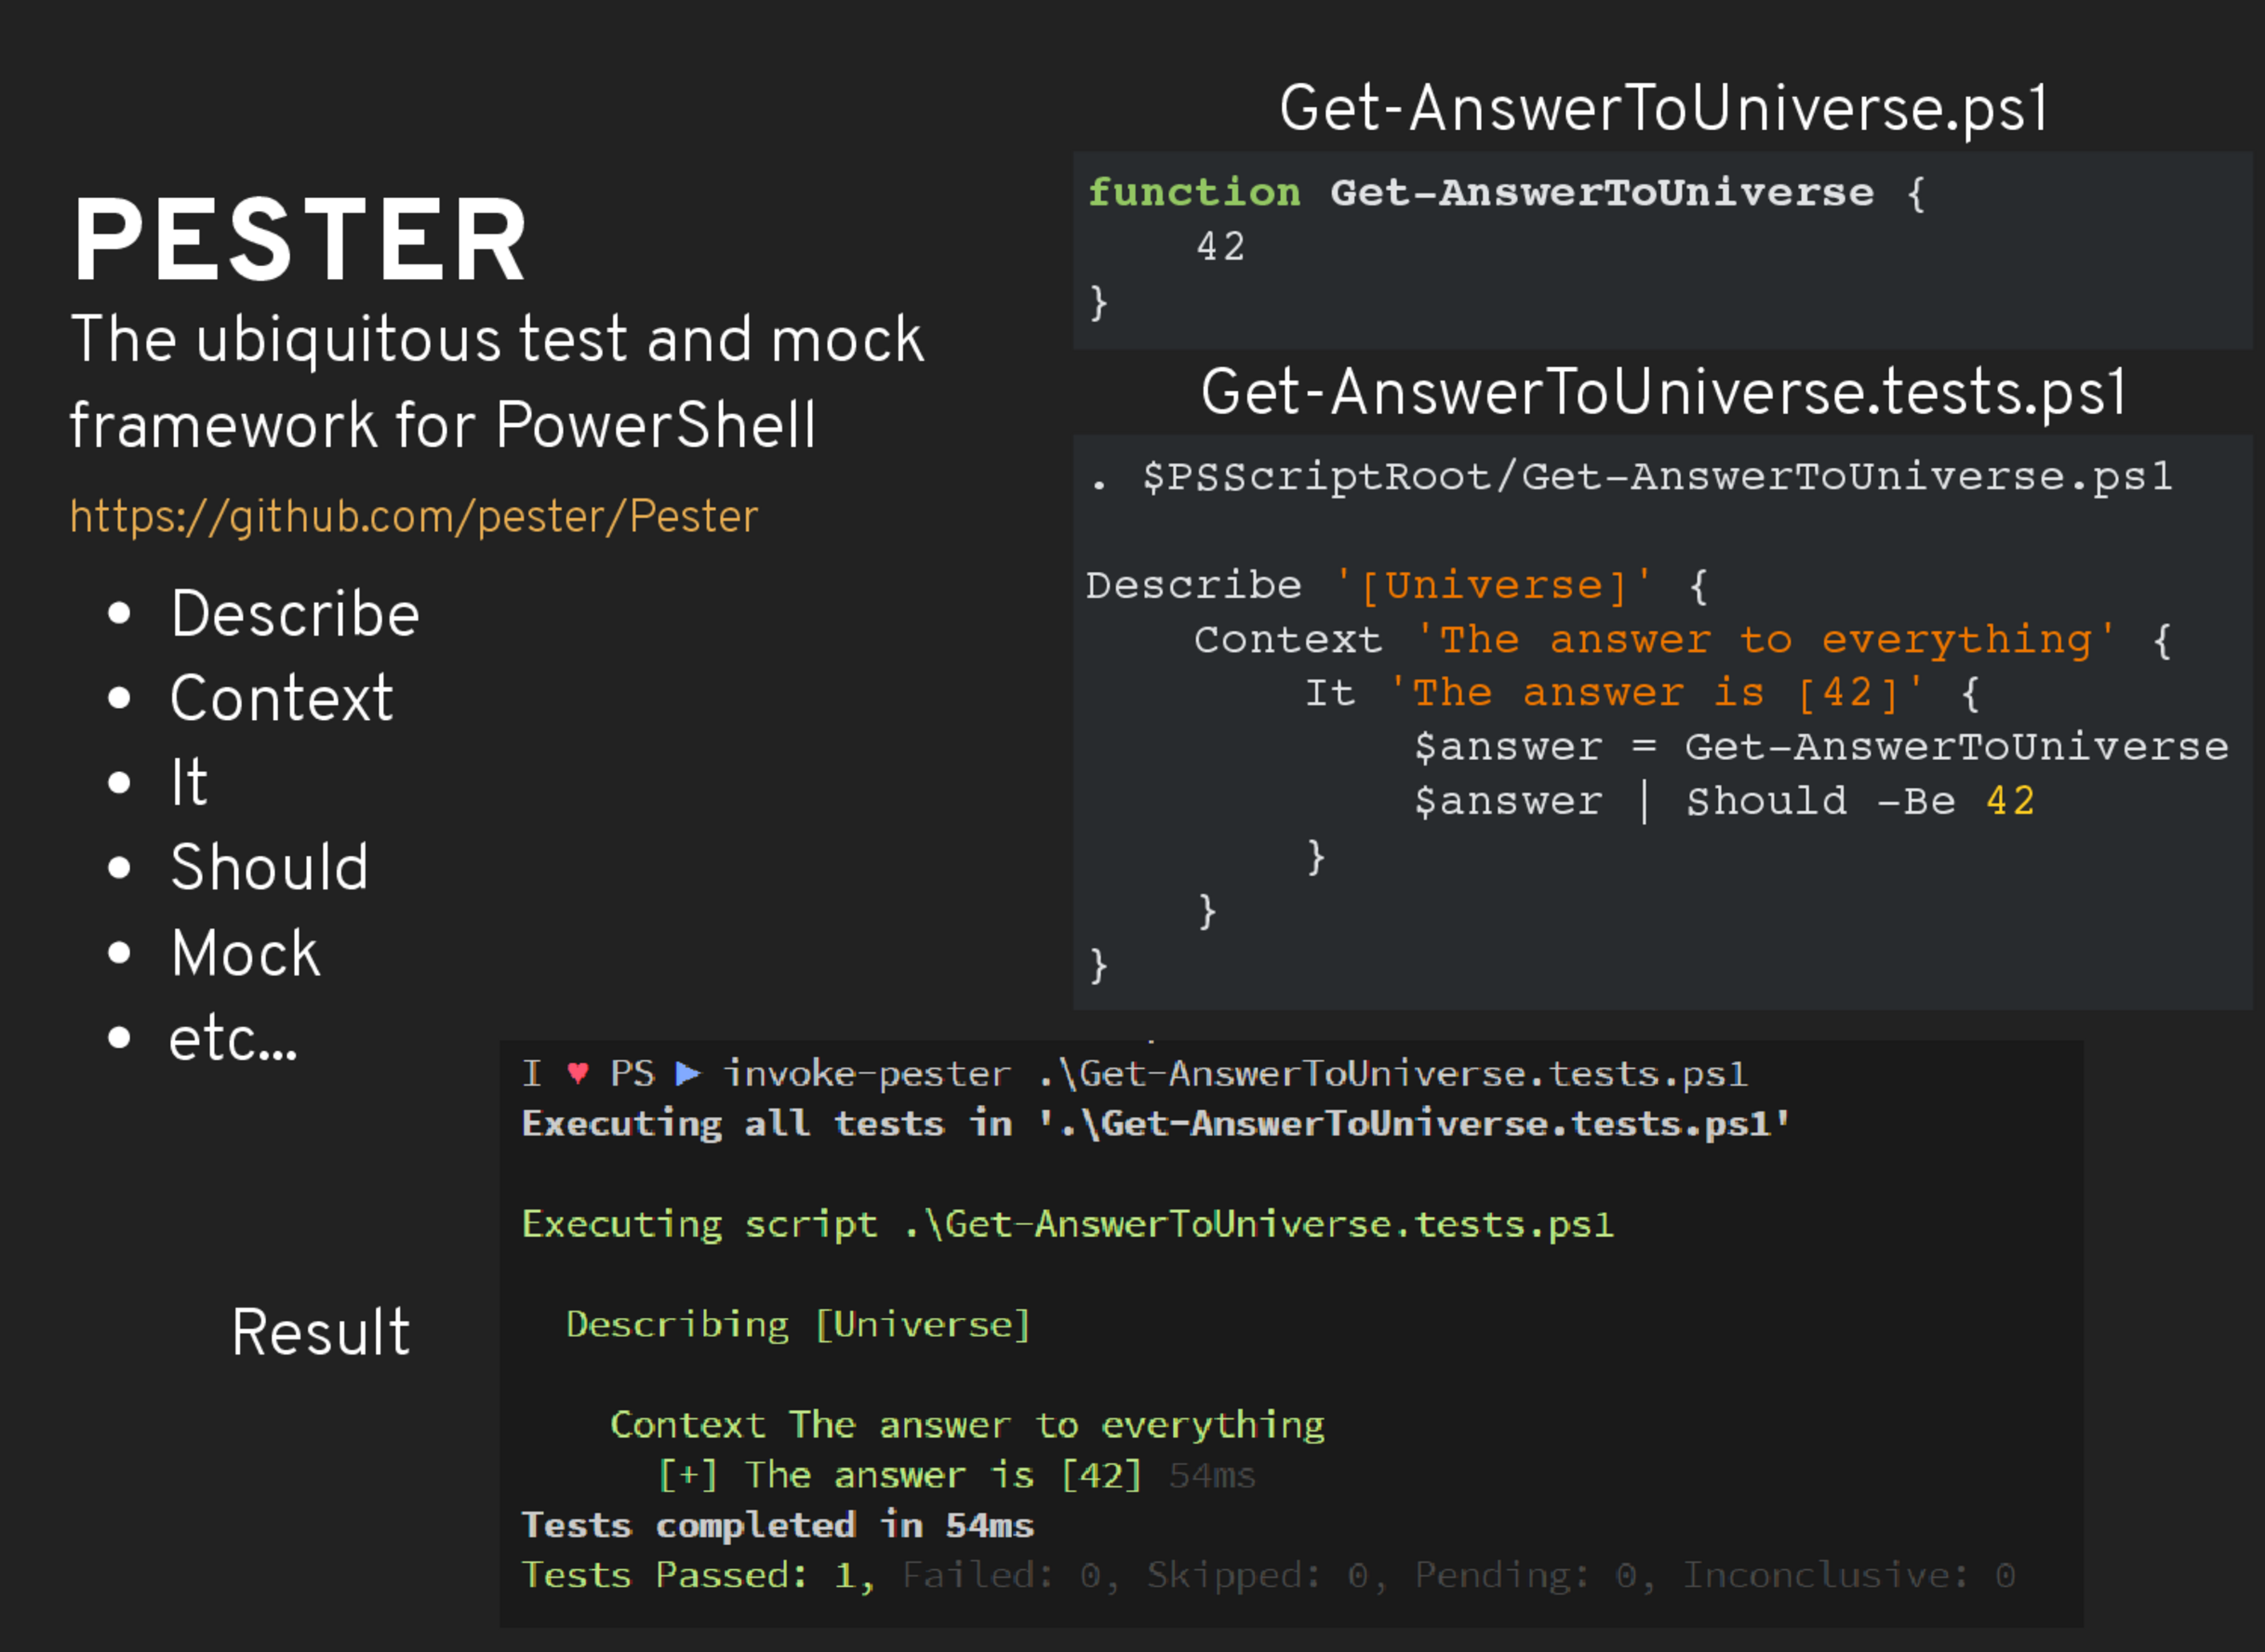 PESTER
The ubiquitous test and mock
framework for PowerShell
https://github.com/pester/Pester
• Describe
• Context
• It
• Should
• Mock
• etc...
Get-AnswerToUniverse.ps1
function Get-AnswerToUniverse {
    42
}
Get-AnswerToUniverse.tests.ps1
. $PSScriptRoot/Get-AnswerToUniverse.ps1

Describe '[Universe]' {
    Context 'The answer to everything' {
        It 'The answer is [42]' {
            $answer = Get-AnswerToUniverse
            $answer | Should -Be 42
        }
    }
}
Result
I ♥ PS ► invoke-pester .\Get-AnswerToUniverse.tests.ps1
Executing all tests in '.\Get-AnswerToUniverse.tests.ps1'

Executing script .\Get-AnswerToUniverse.tests.ps1

  Describing [Universe]

    Context The answer to everything
      [+] The answer is [42] 54ms
Tests completed in 54ms
Tests Passed: 1, Failed: 0, Skipped: 0, Pending: 0, Inconclusive: 0